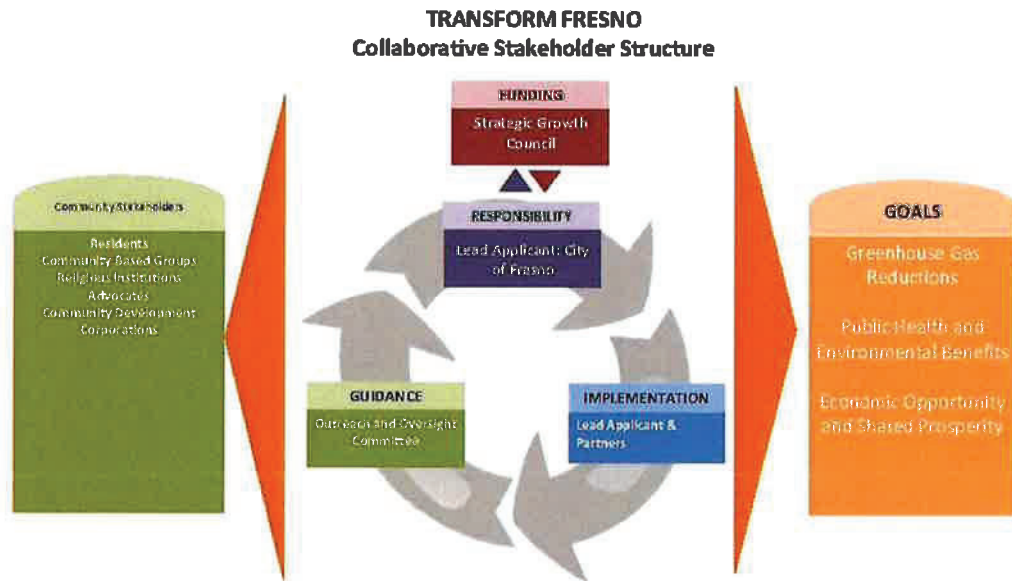 TRANSFORM FRESNO
Collaborative Stakeholder Structure
FUNDING
Strategic Growth
Council
RESPONSIBILITY
Lead Applicant: City
of Fresno
Community Stakeholders
Residents
Community Based Groups
Religious Institutions
Advocates
Community Development
Corporations
GUIDANCE
Outreach and Oversight
Committee
IMPLEMENTATION
Lead Applicant &
Partners
GOALS
Greenhouse Gas
Reductions
Public Health and
Environmental Benefits
Economic Opportunity
and Shared Prosperity